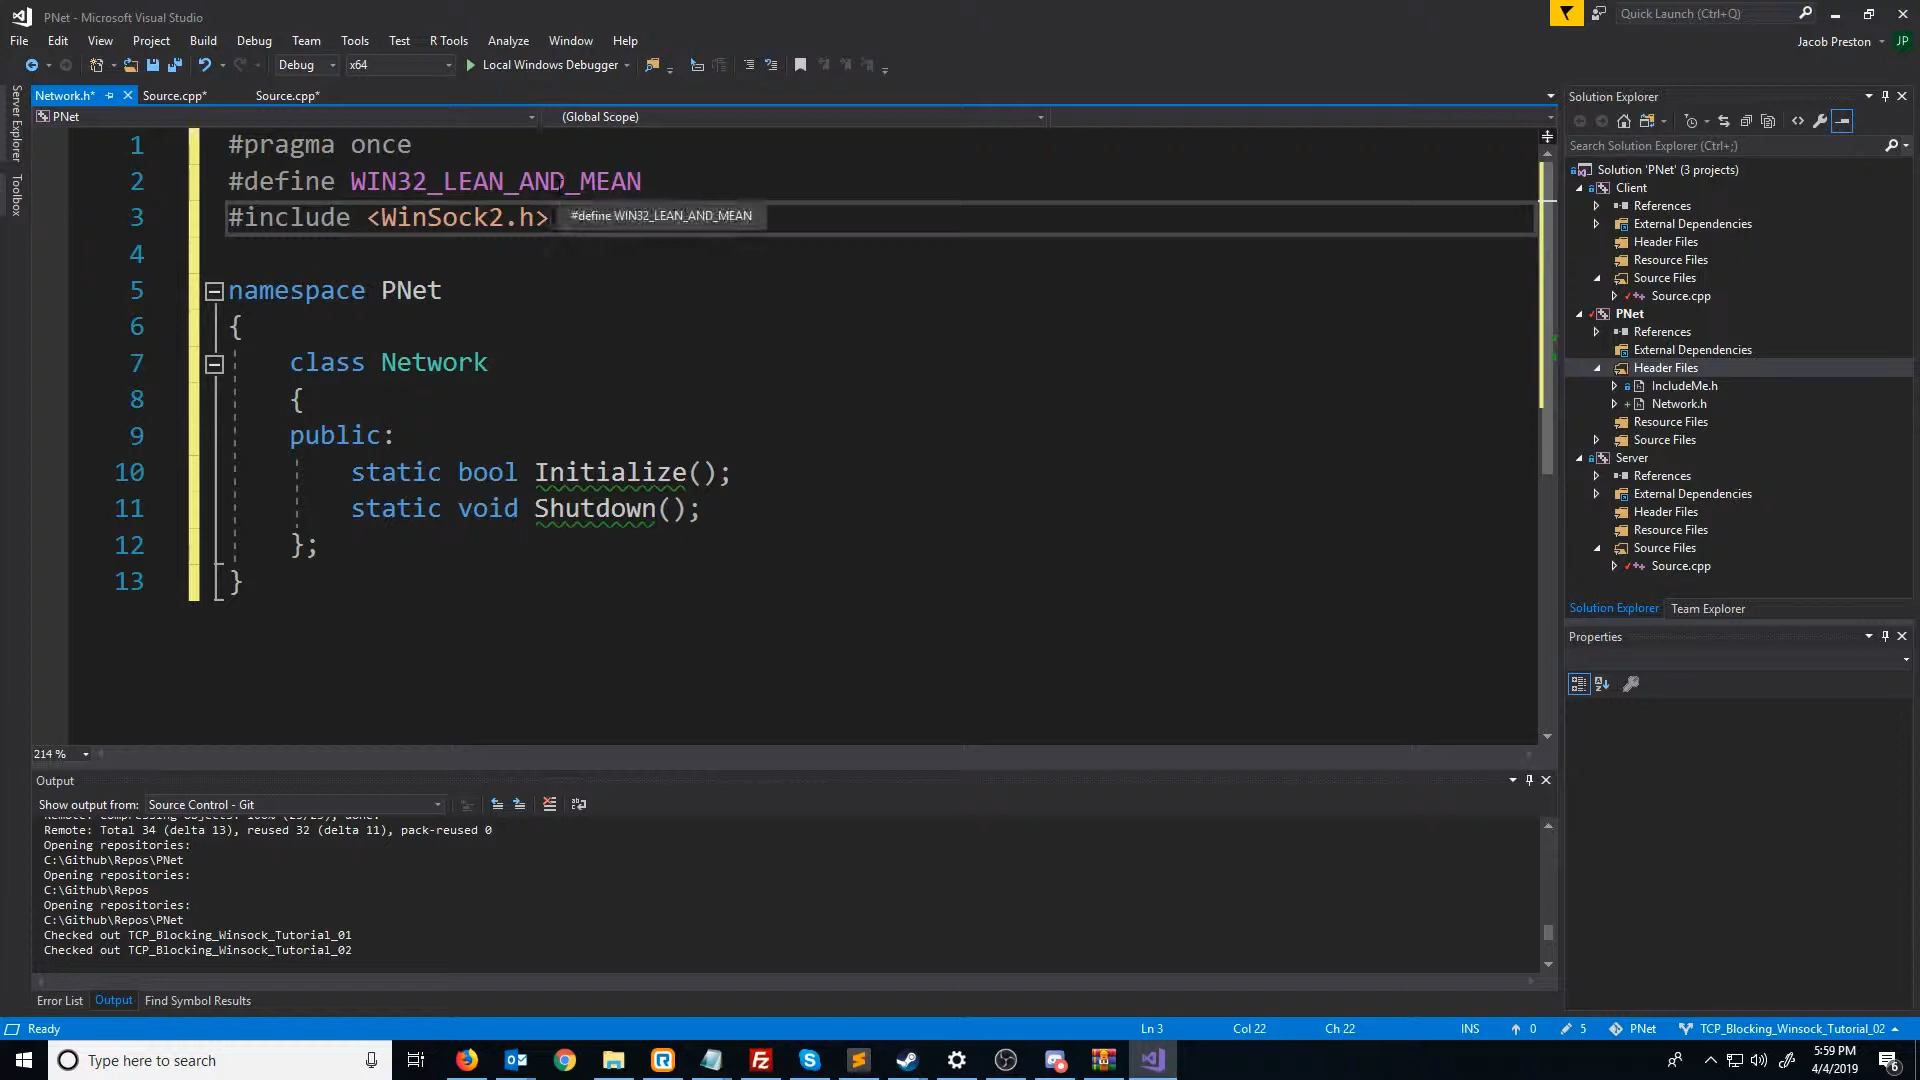 PNet - Microsoft Visual Studio
Quick Launch (Ctrl+Q)
File Edit View Project Build Debug Team Tools Test R Tools Analyze Window Help
Jacob Preston JP
Debug x64 Local Windows Debugger
Server Explorer
Toolbox
Network.h* Source.cpp* Source.cpp*
PNet (Global Scope)
1 #pragma once
2 #define WIN32_LEAN_AND_MEAN
3 #include <WinSock2.h>
#define WIN32_LEAN_AND_MEAN
4
5 namespace PNet
6 {
7 class Network
8 {
9 public:
10 static bool Initialize();
11 static void Shutdown();
12 };
13 }
214 %
Solution Explorer
Search Solution Explorer (Ctrl+;)
Solution 'PNet' (3 projects)
Client
References
External Dependencies
Header Files
Resource Files
Source Files
Source.cpp
PNet
References
External Dependencies
Header Files
IncludeMe.h
Network.h
Resource Files
Source Files
Server
References
External Dependencies
Header Files
Resource Files
Source Files
Source.cpp
Solution Explorer Team Explorer
Properties
Output
Show output from: Source Control - Git
Remote: Total 34 (delta 13), reused 32 (delta 11), pack-reused 0
Opening repositories:
C:\Github\Repos\PNet
Opening repositories:
C:\Github\Repos
Opening repositories:
C:\Github\Repos\PNet
Checked out TCP_Blocking_Winsock_Tutorial_01
Checked out TCP_Blocking_Winsock_Tutorial_02
Error List Output Find Symbol Results
Ready Ln 3 Col 22 Ch 22 INS 0 5 PNet TCP_Blocking_Winsock_Tutorial_02
Type here to search
5:59 PM
4/4/2019
6